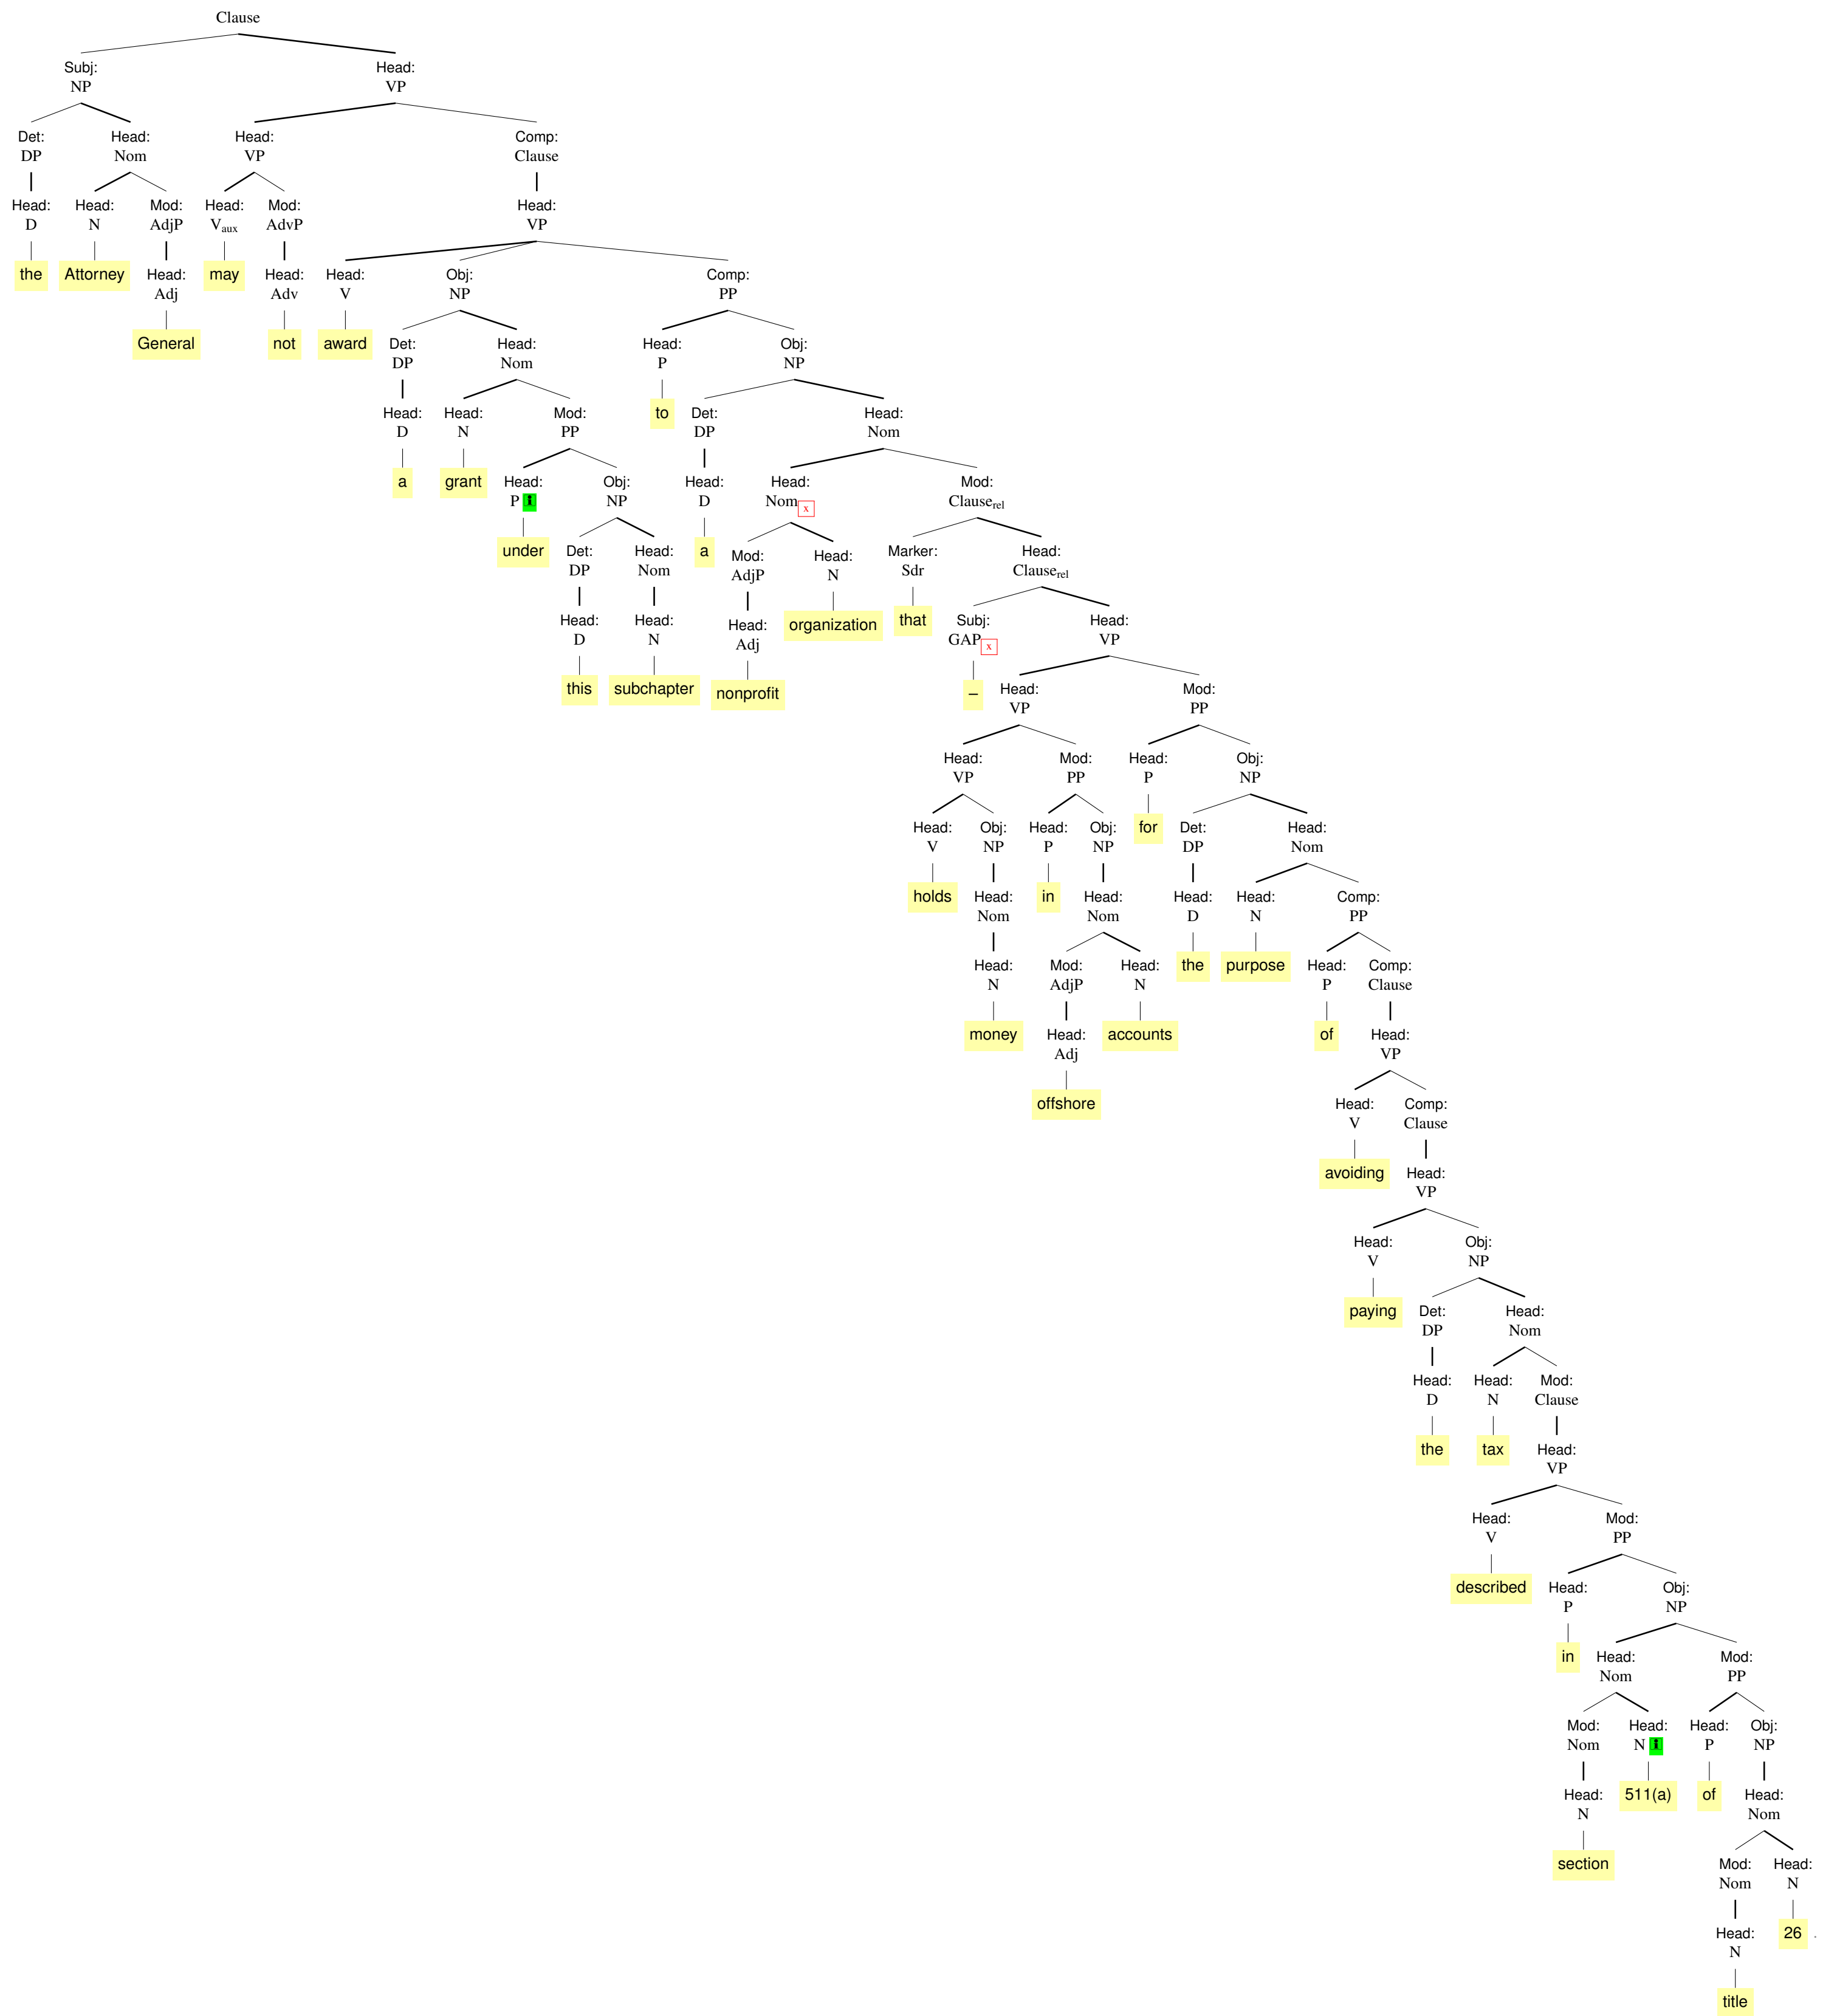 Clause
Subj: Head:
NP VP
Det: Head: Head: Comp:
DP Nom VP Clause
Head: Head: Mod: Head: Mod: Head:
D N AdjP Vaux AdvP VP
the Attorney Head: may Head: Head: Obj: Comp:
Adj Adv V NP PP
General not award Det: Head: Head: Obj:
DP Nom P NP
Head: Head: Mod: to Det: Head:
D N PP DP Nom
a grant Head: Obj: Head: Head: Mod:
P i NP D Nom x Clauserel
under Det: Head: a Mod: Head: Marker: Head:
DP Nom AdjP N Sdr Clauserel
Head: Head: Head: organization that Subj: Head:
D N Adj GAP x VP
this subchapter nonprofit – Head: Mod:
VP PP
Head: Mod: Head: Obj:
VP PP P NP
Head: Obj: Head: Obj: for Det: Head:
V NP P NP DP Nom
holds Head: in Head: Head: Head: Comp:
Nom Nom D N PP
Head: Mod: Head: the purpose Head: Comp:
N AdjP N P Clause
money Head: accounts of Head:
Adj VP
offshore Head: Comp:
V Clause
avoiding Head:
VP
Head: Obj:
V NP
paying Det: Head:
DP Nom
Head: Head: Mod:
D N Clause
the tax Head:
VP
Head: Mod:
V PP
described Head: Obj:
P NP
in Head: Mod:
Nom PP
Mod: Head: Head: Obj:
Nom N i P NP
Head: 511(a) of Head:
N Nom
section Mod: Head:
Nom N
Head: 26 .
N
title